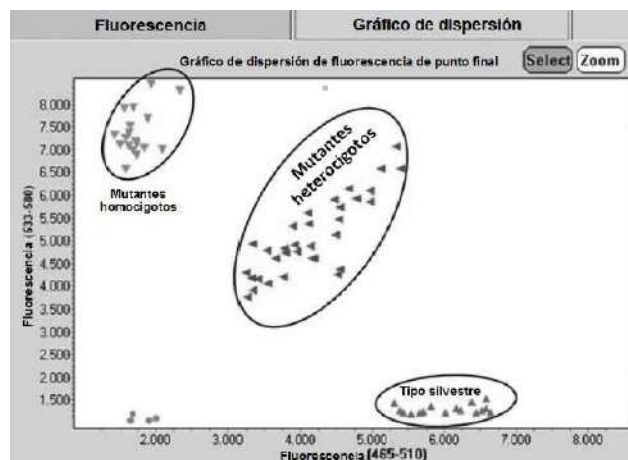 Fluorescencia
Gráfico de dispersión
Gráfico de dispersión de fluorescencia de punto final
Select
Zoom
Fluorescencia (533-580)
8.000
7.500
7.000
6.500
6.000
5.500
5.000
4.500
4.000
3.500
3.000
2.500
2.000
1.500
Mutantes
homocigotos
Mutantes
heterocigotos
Tipo silvestre
2.000
3.000
4.000
5.000
6.000
7.000
8.000
Fluorescencia (465-510)